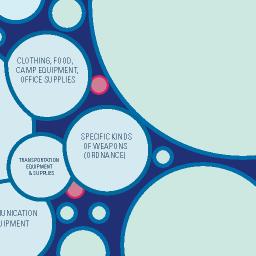 CLOTHING, FOOD,
CAMP EQUIPMENT,
OFFICE SUPPLIES
SPECIFIC KINDS
OF WEAPONS
(ORDNANCE)
TRANSPORTATION
EQUIPMENT
& SUPPLIES
UNICATION
UIPMENT